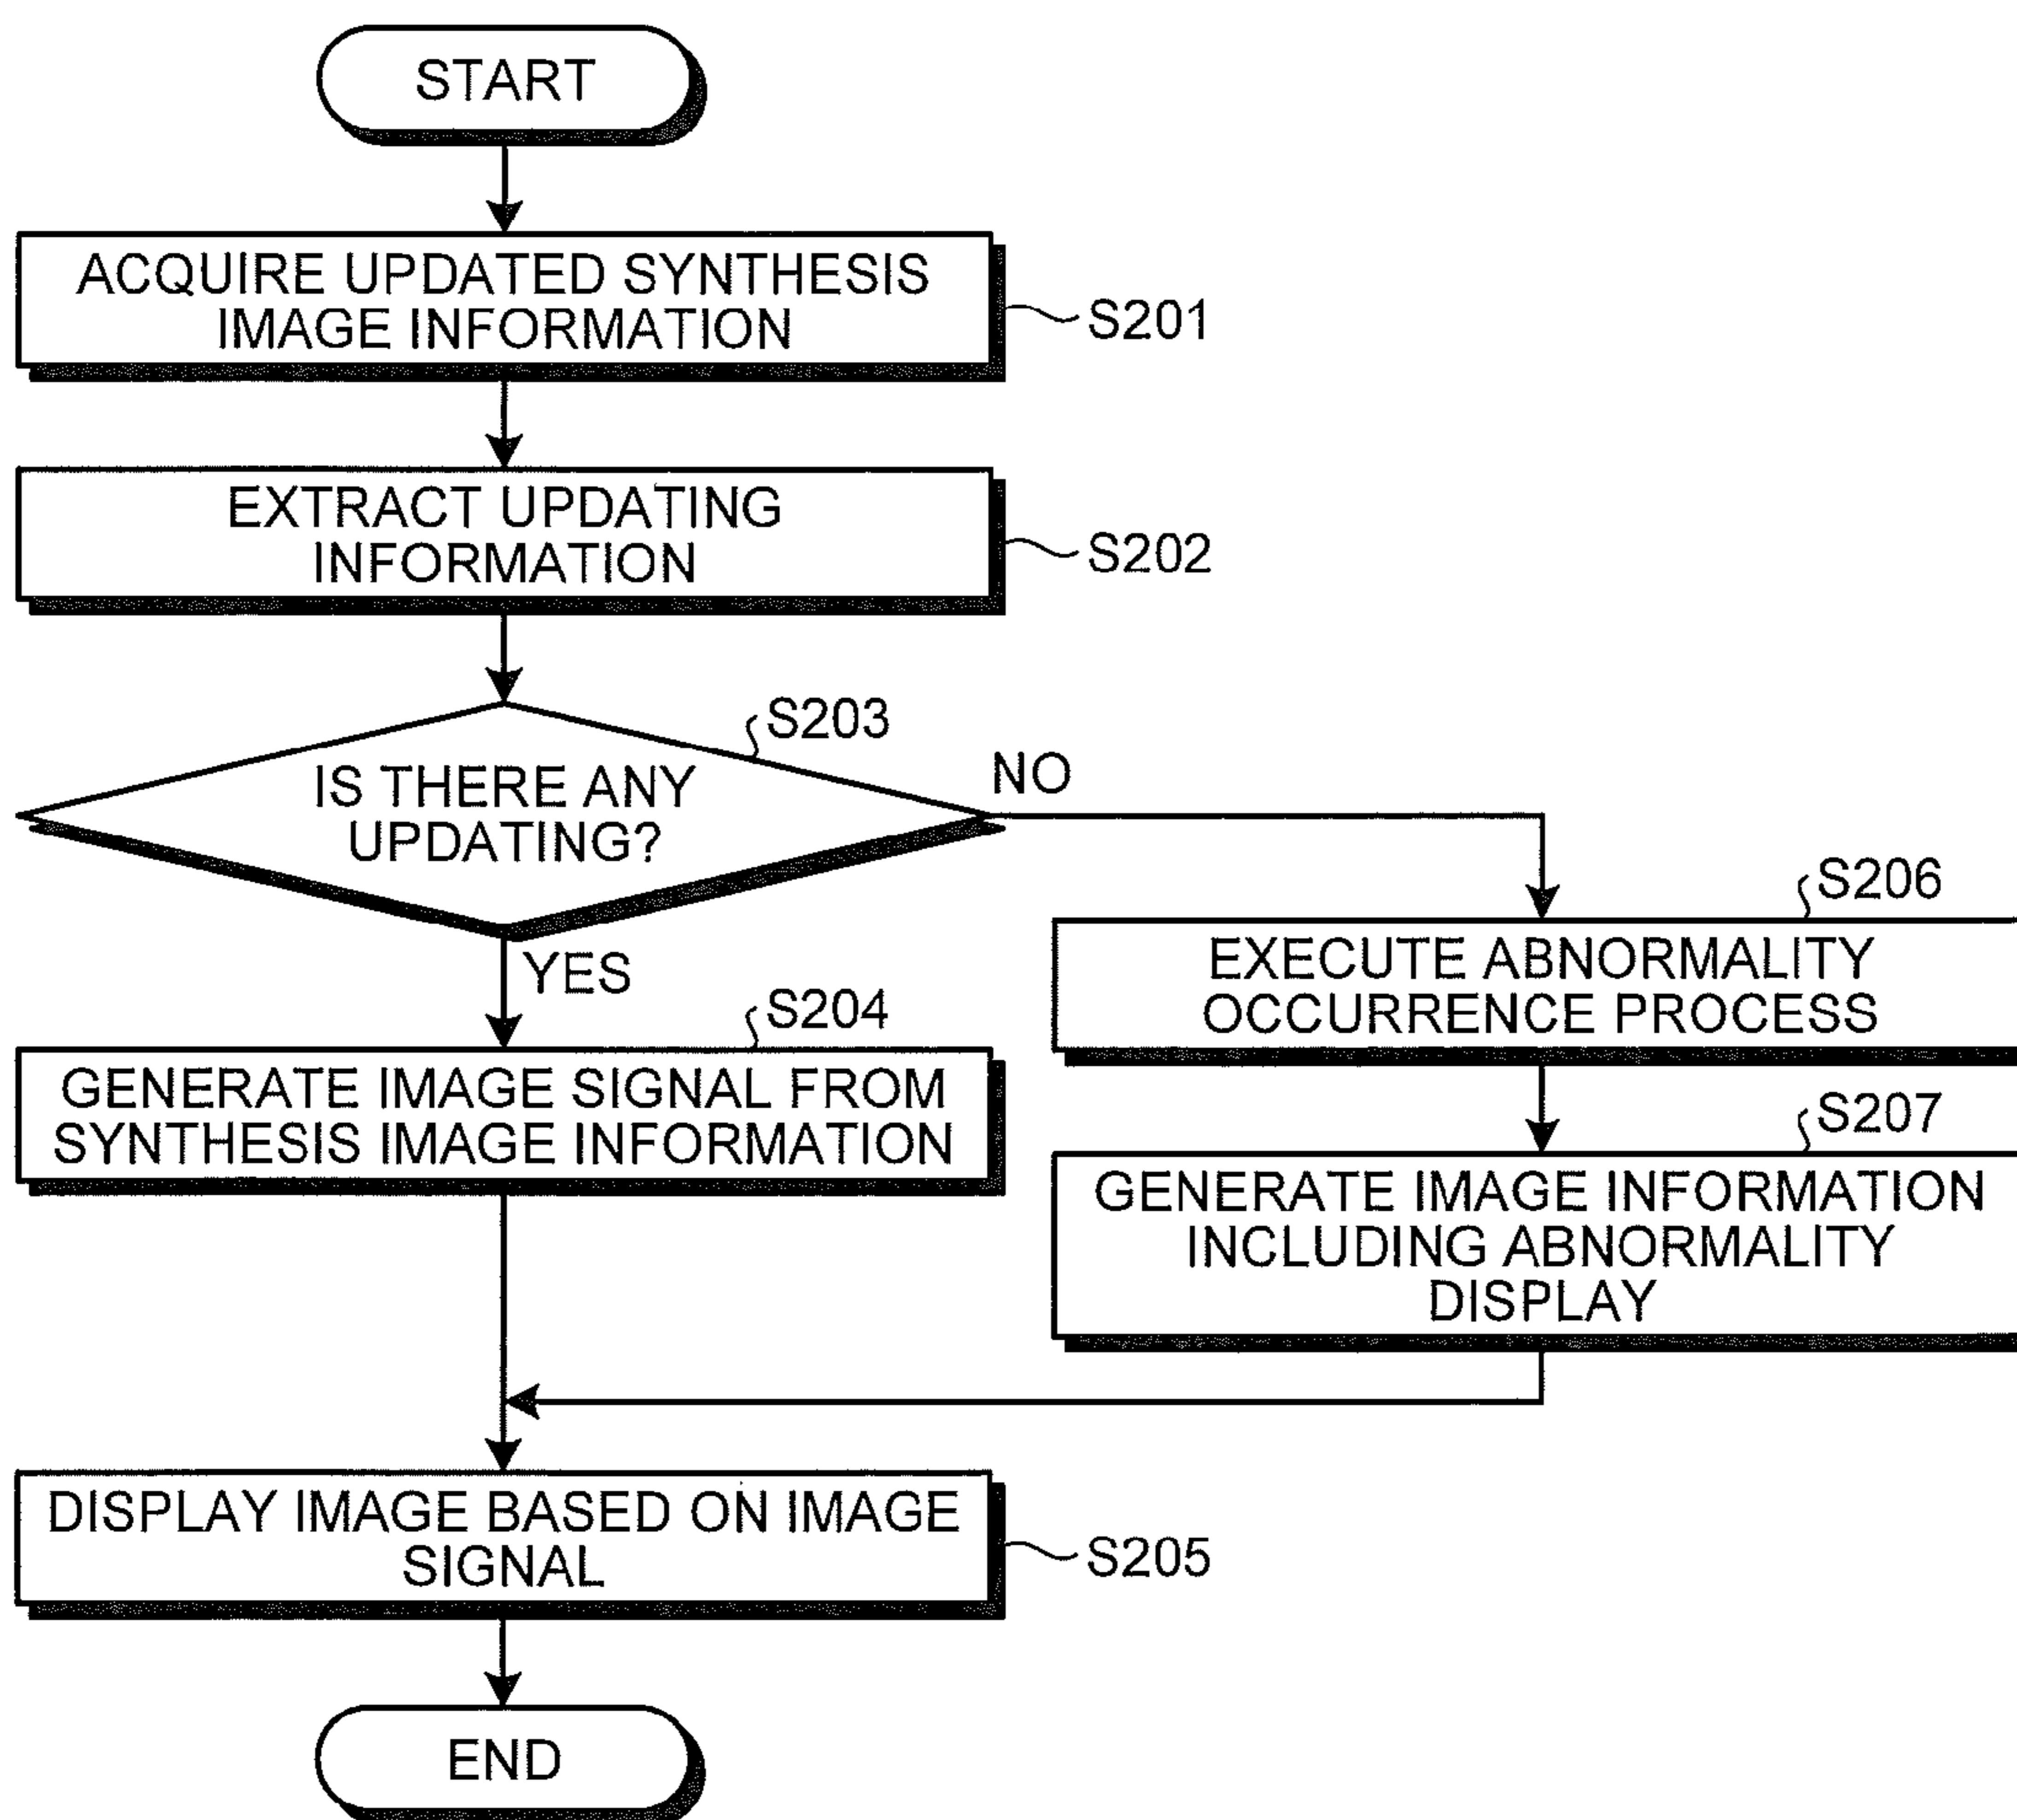 START
ACQUIRE UPDATED SYNTHESIS
IMAGE INFORMATION
S201
EXTRACT UPDATING
INFORMATION
S202
S203
IS THERE ANY
UPDATING?
NO
YES
S204
GENERATE IMAGE SIGNAL FROM
SYNTHESIS IMAGE INFORMATION
S206
EXECUTE ABNORMALITY
OCCURRENCE PROCESS
S207
GENERATE IMAGE INFORMATION
INCLUDING ABNORMALITY
DISPLAY
DISPLAY IMAGE BASED ON IMAGE
SIGNAL
S205
END